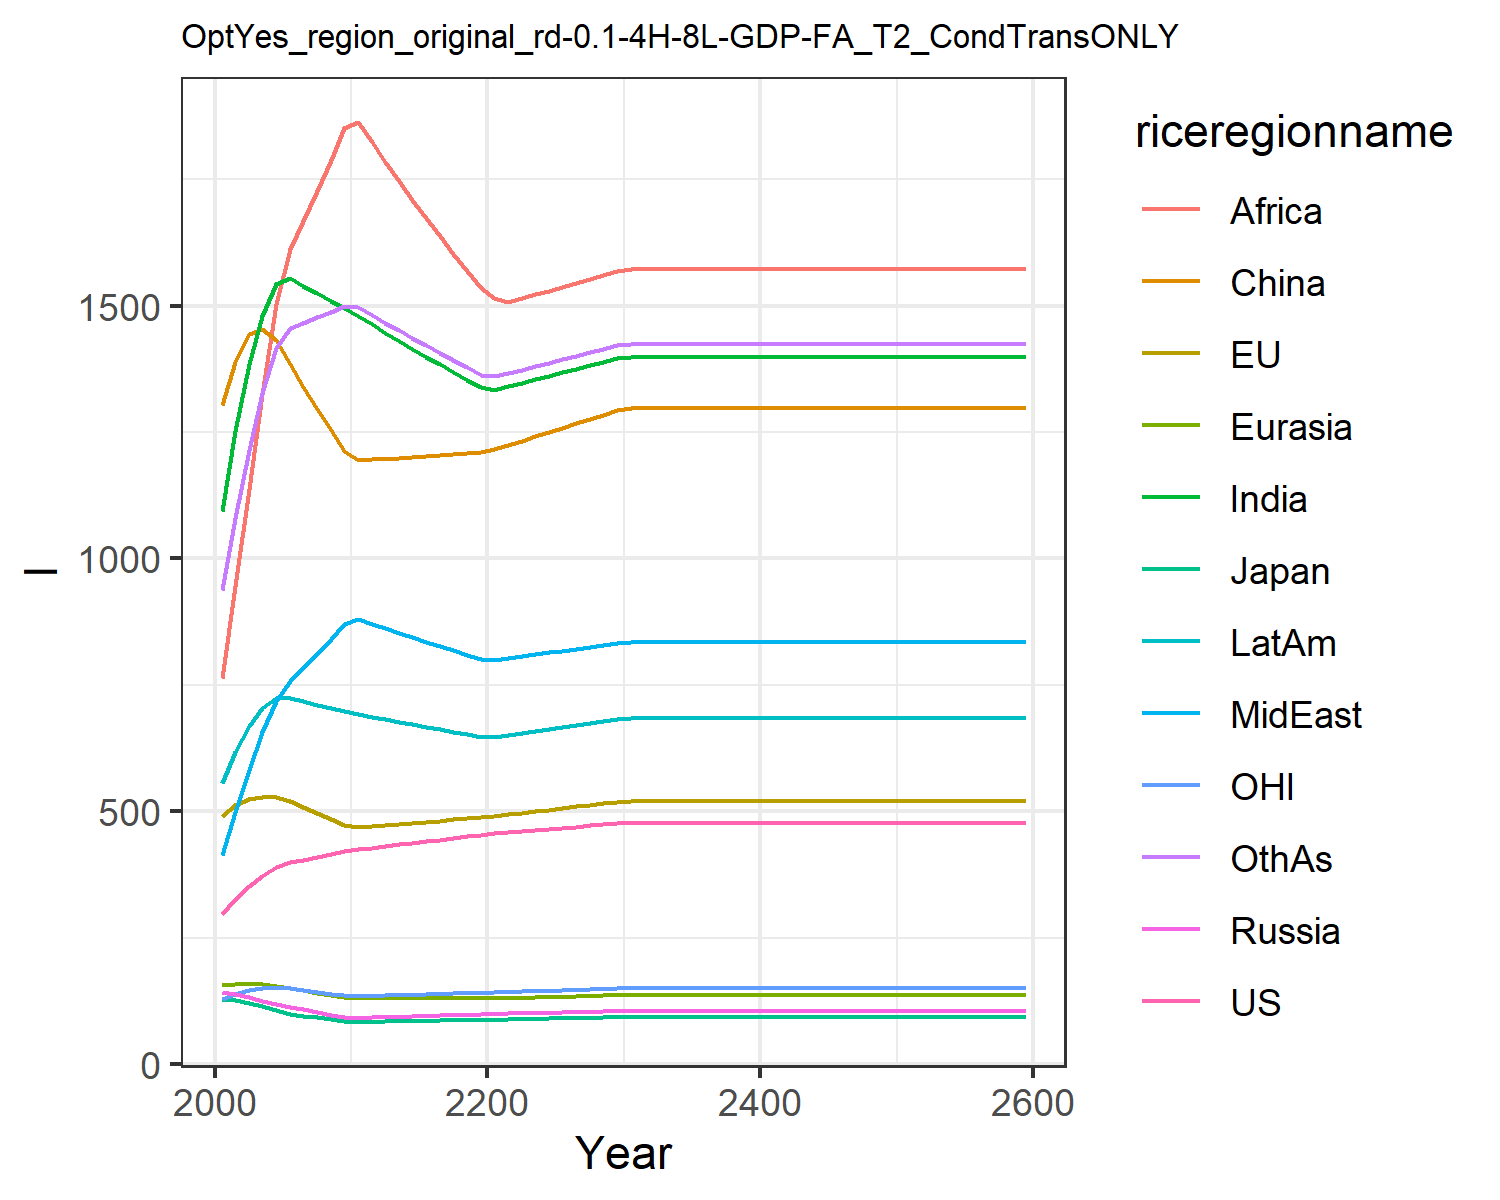 OptYes_region_original_rd-0.1-4H-8L-GDP-FA_T2_CondTransONLY
riceregionname
Africa
China
EU
Eurasia
India
Japan
LatAm
MidEast
OHI
OthAs
Russia
US
l
1500
1000
500
0
2000 2200 2400 2600
Year